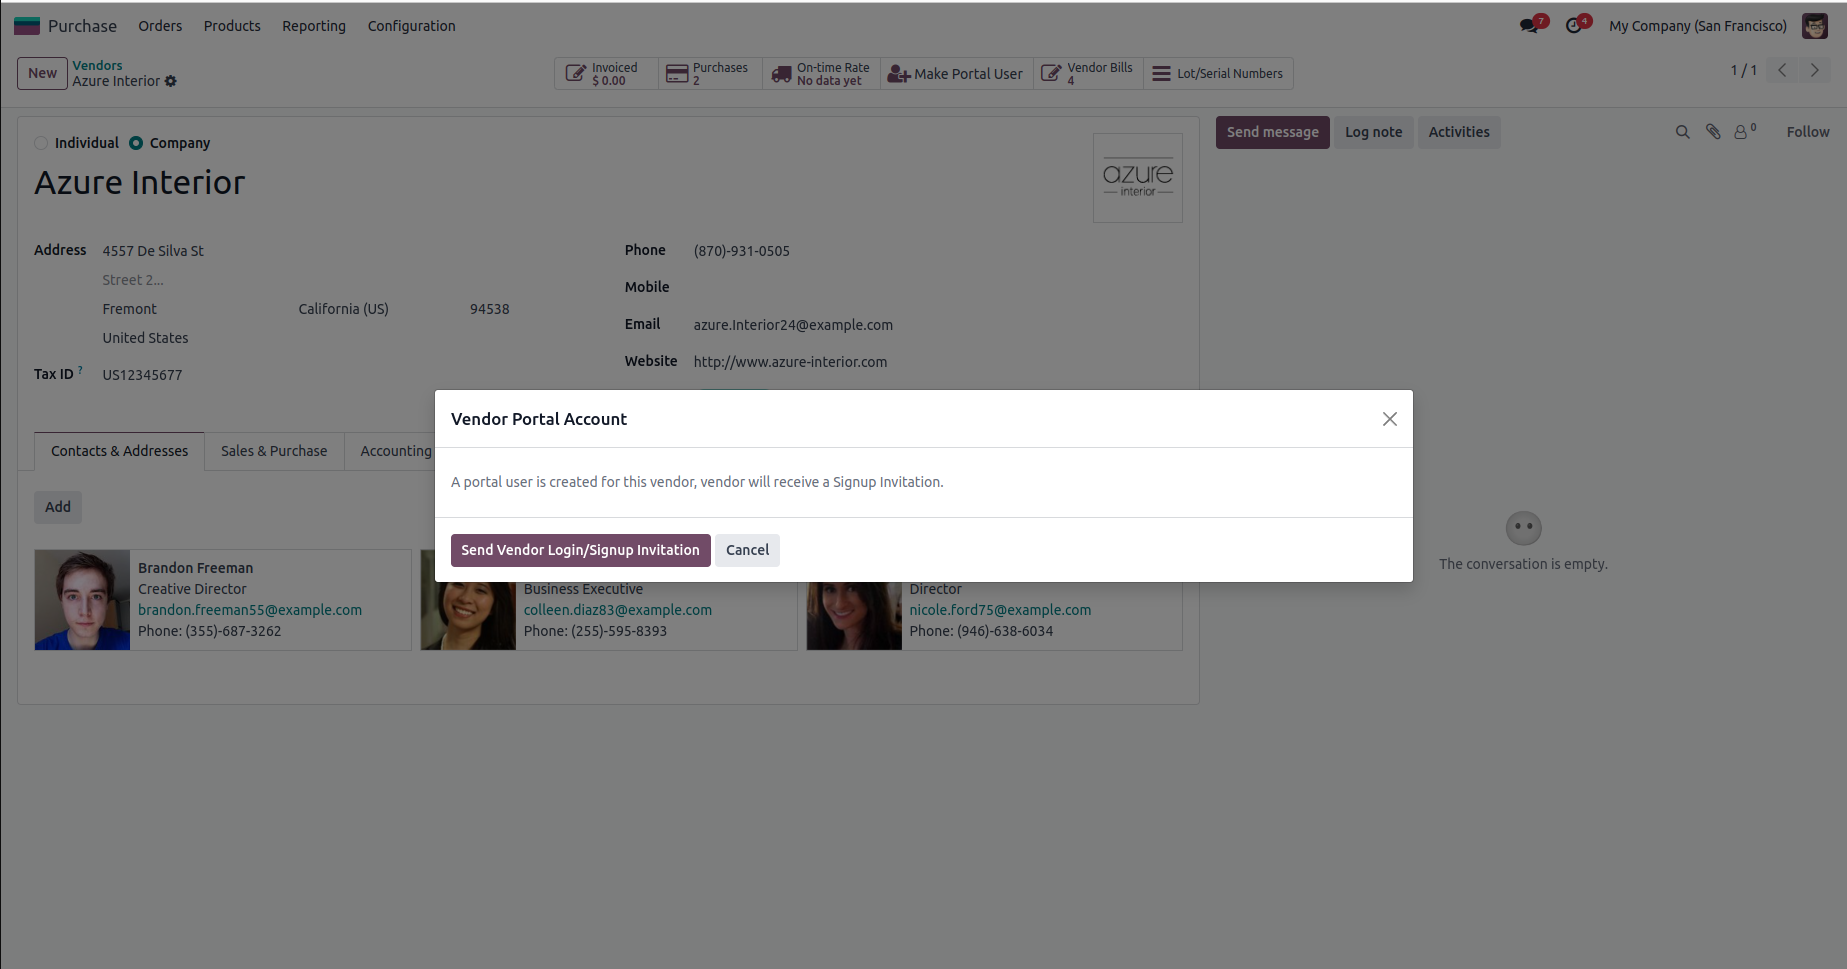 Purchase Orders Products Reporting Configuration 7 4 My Company (San Francisco)
New Vendors
Azure Interior
Invoiced $ 0.00
Purchases 2
On-time Rate No data yet
Make Portal User
Vendor Bills 4
Lot/Serial Numbers
1 / 1
Individual Company
Azure Interior
azure
interior
Send message Log note Activities 0 Follow
Address 4557 De Silva St
Street 2...
Fremont California (US) 94538
United States
Tax ID ? US12345677
Phone (870)-931-0505
Mobile
Email azure.Interior24@example.com
Website http://www.azure-interior.com
Vendor Portal Account
A portal user is created for this vendor, vendor will receive a Signup Invitation.
Send Vendor Login/Signup Invitation Cancel
Contacts & Addresses Sales & Purchase Accounting
Add
Brandon Freeman
Creative Director
brandon.freeman55@example.com
Phone: (355)-687-3262
Business Executive
colleen.diaz83@example.com
Phone: (255)-595-8393
Director
nicole.ford75@example.com
Phone: (946)-638-6034
The conversation is empty.